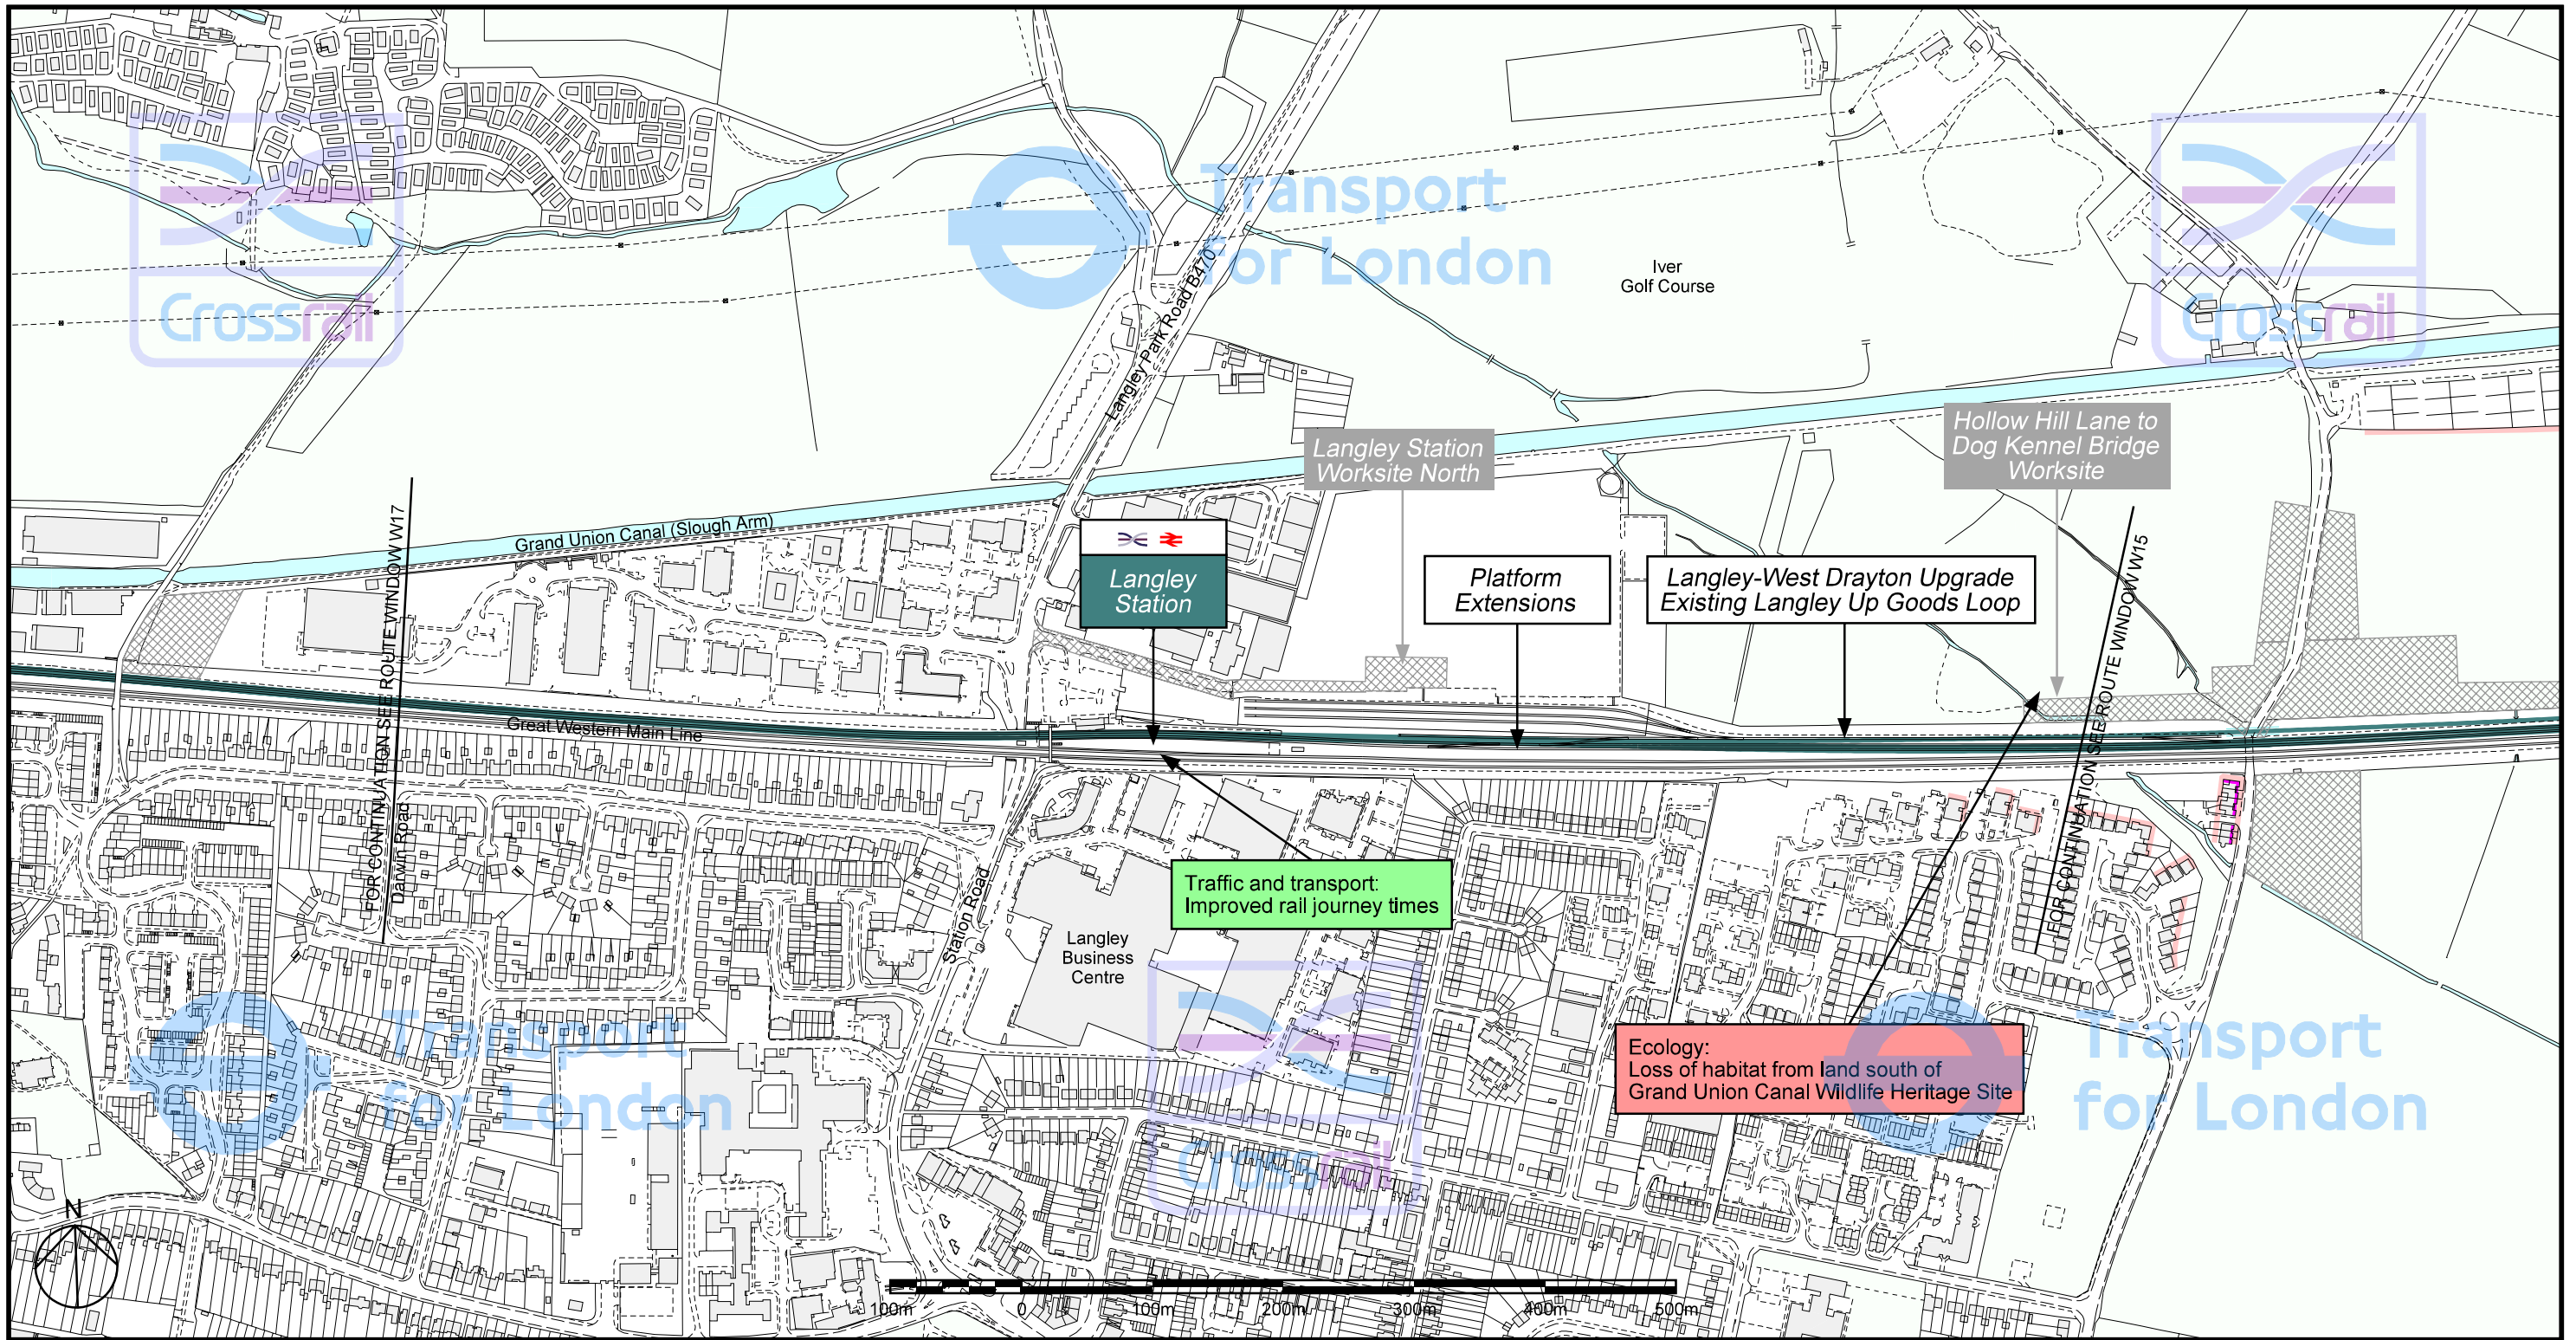 Crossrail
Transport
for London
Crossrail
Iver
Golf Course
Langley Park Road B470
Hollow Hill Lane to
Dog Kennel Bridge
Worksite
Langley Station
Worksite North
Grand Union Canal (Slough Arm)
Langley
Station
Platform
Extensions
Langley-West Drayton Upgrade
Existing Langley Up Goods Loop
FOR CONTINUATION SEE ROUTE WINDOW W17
FOR CONTINUATION SEE ROUTE WINDOW W15
Great Western Main Line
Darwin Road
Station Road
Traffic and transport:
Improved rail journey times
Langley
Business
Centre
Ecology:
Loss of habitat from land south of
Grand Union Canal Wildlife Heritage Site
Transport
for London
Crossrail
Transport
for London
N
100m 0 100m 200m 300m 400m 500m